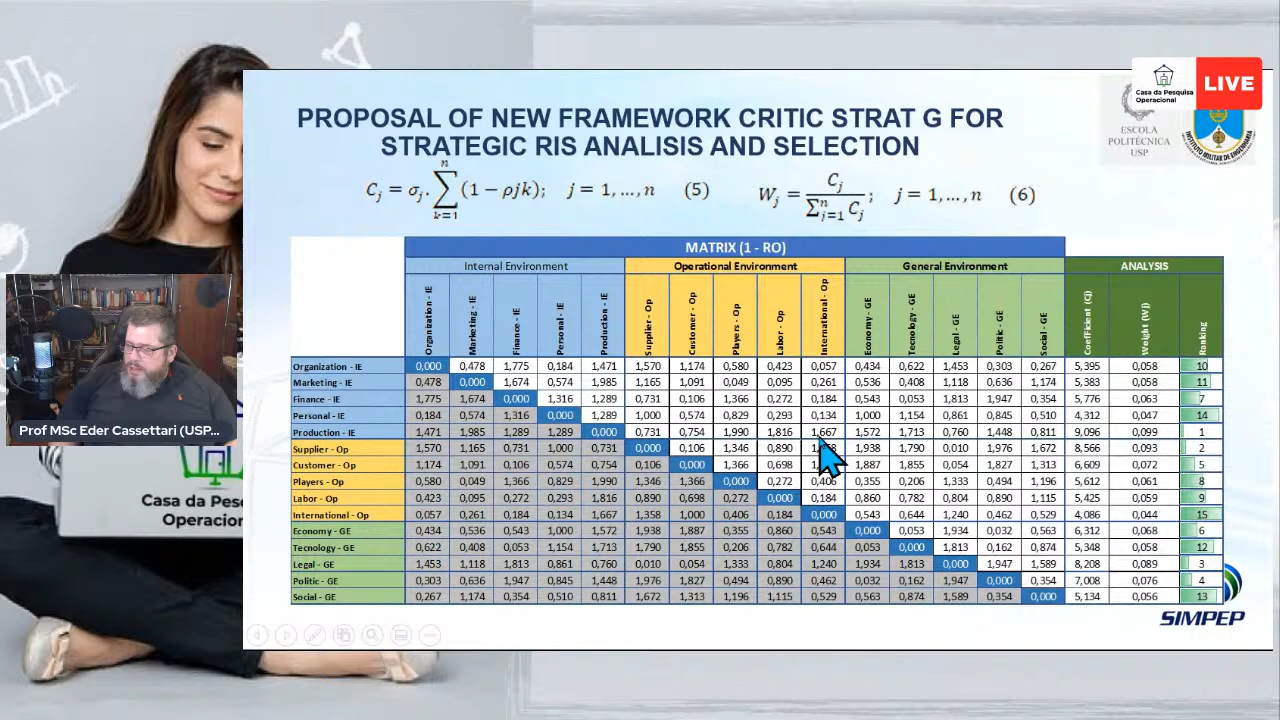 Casa da Pesquisa
Operacional
LIVE
ESCOLA
POLITÉCNICA
USP
INSTITUTO MILITAR DE ENGENHARIA
PROPOSAL OF NEW FRAMEWORK CRITIC STRAT G FOR
STRATEGIC RIS ANALISIS AND SELECTION
C_j = σ_j. ∑_{k=1}^{n} (1 − ρjk); j = 1, ..., n (5) W_j = C_j / ∑_{j=1}^{n} C_j ; j = 1, ..., n (6)
MATRIX (1 - RO)
Internal Environment Operational Environment General Environment ANALYSIS
Organization - IE Marketing - IE Finance - IE Personal - IE Production - IE Supplier - Op Customer - Op Players - Op Labor - Op International - Op Economy - GE Tecnology - GE Legal - GE Politic - GE Social - GE Coefficient (Cj) Weight (Wj) Ranking
Organization - IE 0,000 0,478 1,775 0,184 1,471 1,570 1,174 0,580 0,423 0,057 0,434 0,622 1,453 0,303 0,267 5,395 0,058 10
Marketing - IE 0,478 0,000 1,674 0,574 1,985 1,165 1,091 0,049 0,095 0,261 0,536 0,408 1,118 0,636 1,174 5,383 0,058 11
Finance - IE 1,775 1,674 0,000 1,316 1,289 0,731 0,106 1,366 0,272 0,184 0,543 0,053 1,813 1,947 0,354 5,776 0,063 7
Personal - IE 0,184 0,574 1,316 0,000 1,289 1,000 0,574 0,829 0,293 0,134 1,000 1,154 0,861 0,845 0,510 4,312 0,047 14
Production - IE 1,471 1,985 1,289 1,289 0,000 0,731 0,754 1,990 1,816 1,667 1,572 1,713 0,760 1,448 0,811 9,096 0,099 1
Supplier - Op 1,570 1,165 0,731 1,000 0,731 0,000 0,106 1,346 0,890 1,938 1,790 0,010 1,976 1,672 8,566 0,093 2
Customer - Op 1,174 1,091 0,106 0,574 0,754 0,106 0,000 1,366 0,698 1,887 1,855 0,054 1,827 1,313 6,609 0,072 5
Players - Op 0,580 0,049 1,366 0,829 1,990 1,346 1,366 0,000 0,272 0,406 0,355 0,206 1,333 0,494 1,196 5,612 0,061 8
Labor - Op 0,423 0,095 0,272 0,293 1,816 0,890 0,698 0,272 0,000 0,184 0,860 0,782 0,804 0,890 1,115 5,425 0,059 9
International - Op 0,057 0,261 0,184 0,134 1,667 1,358 1,000 0,406 0,184 0,000 0,543 0,644 1,240 0,462 0,529 4,086 0,044 15
Economy - GE 0,434 0,536 0,543 1,000 1,572 1,938 1,887 0,355 0,860 0,543 0,000 0,053 1,934 0,032 0,563 6,312 0,068 6
Tecnology - GE 0,622 0,408 0,053 1,154 1,713 1,790 1,855 0,206 0,782 0,644 0,053 0,000 1,813 0,162 0,874 5,348 0,058 12
Legal - GE 1,453 1,118 1,813 0,861 0,760 0,010 0,054 1,333 0,804 1,240 1,934 1,813 0,000 1,947 1,589 8,208 0,089 3
Politic - GE 0,303 0,636 1,947 0,845 1,448 1,976 1,827 0,494 0,890 0,462 0,032 0,162 1,947 0,000 0,354 7,008 0,076 4
Social - GE 0,267 1,174 0,354 0,510 0,811 1,672 1,313 1,196 1,115 0,529 0,563 0,874 1,589 0,354 0,000 5,134 0,056 13
SIMPEP
Prof MSc Eder Cassettari (USP...
Casa da Pes
Operacion